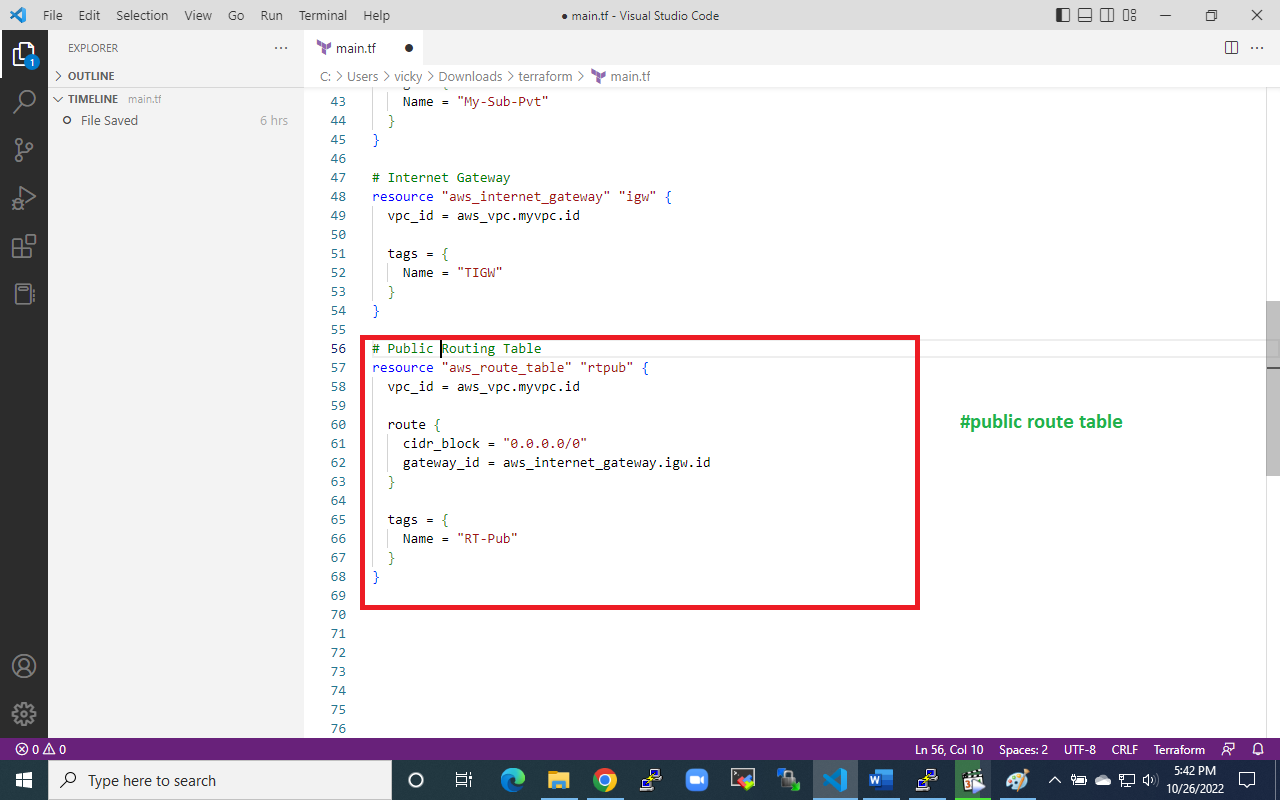 File Edit Selection View Go Run Terminal Help
● main.tf - Visual Studio Code
EXPLORER
OUTLINE
TIMELINE main.tf
File Saved 6 hrs
1
main.tf
C: > Users > vicky > Downloads > terraform > main.tf
43 Name = "My-Sub-Pvt"
44 }
45 }
46
47 # Internet Gateway
48 resource "aws_internet_gateway" "igw" {
49 vpc_id = aws_vpc.myvpc.id
50
51 tags = {
52 Name = "TIGW"
53 }
54 }
55
56 # Public Routing Table
57 resource "aws_route_table" "rtpub" {
58 vpc_id = aws_vpc.myvpc.id
59
60 route {
61 cidr_block = "0.0.0.0/0"
62 gateway_id = aws_internet_gateway.igw.id
63 }
64
65 tags = {
66 Name = "RT-Pub"
67 }
68 }
69
70
71
72
73
74
75
76
#public route table
0 0
Ln 56, Col 10 Spaces: 2 UTF-8 CRLF Terraform
Type here to search
5:42 PM
10/26/2022